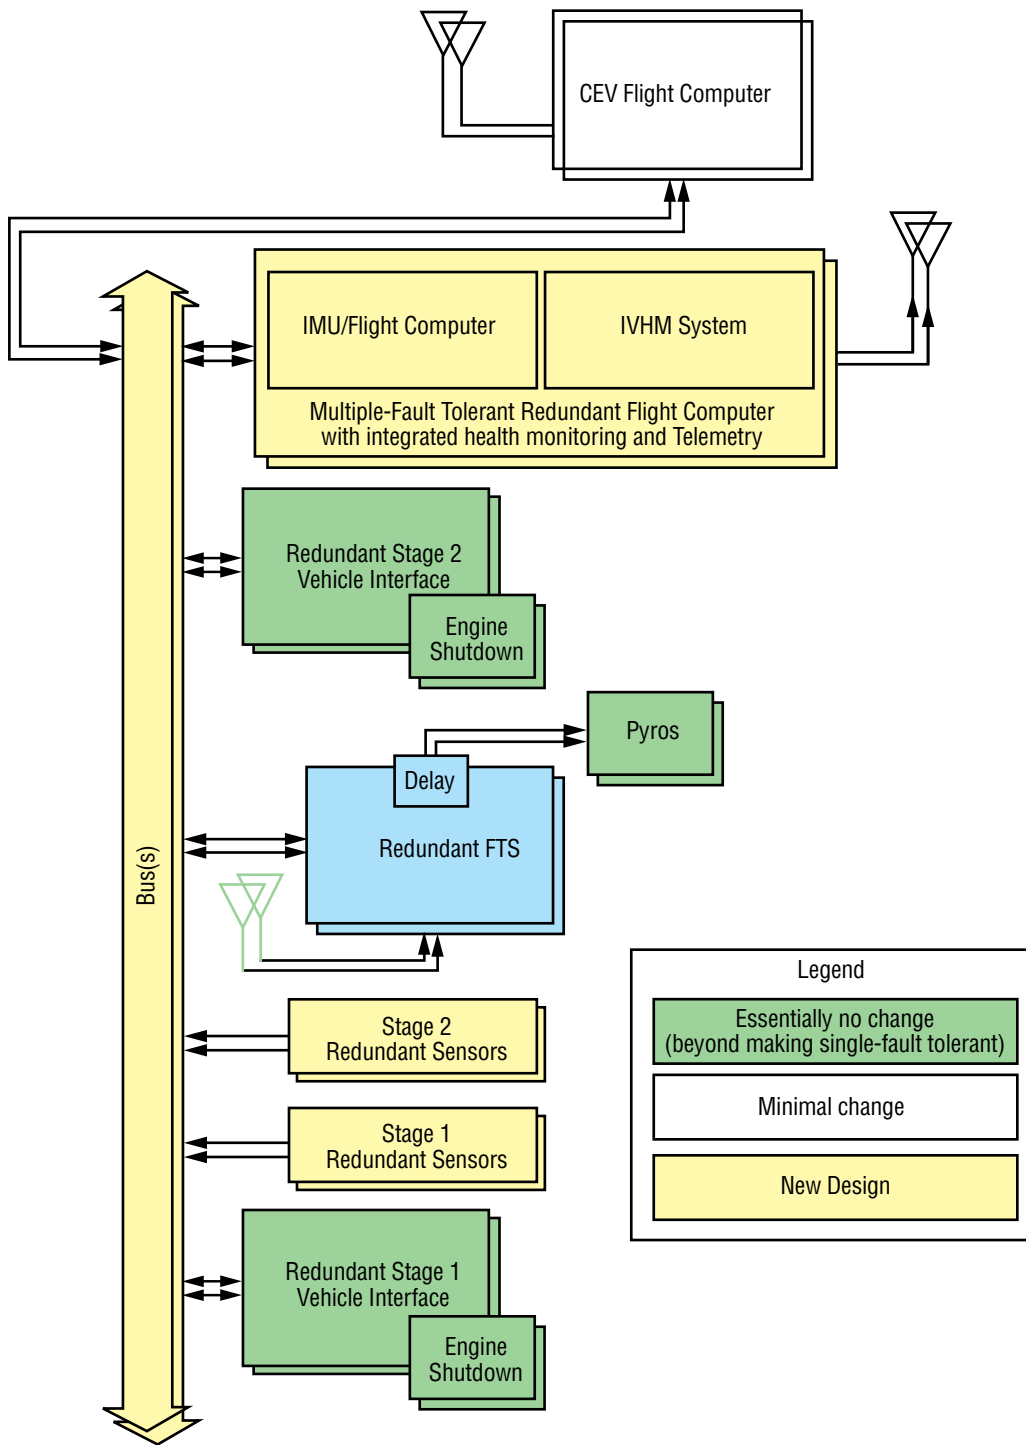 CEV Flight Computer
IMU/Flight Computer
IVHM System
Multiple-Fault Tolerant Redundant Flight Computer
with integrated health monitoring and Telemetry
Redundant Stage 2
Vehicle Interface
Engine
Shutdown
Pyros
Delay
Redundant FTS
Bus(s)
Stage 2
Redundant Sensors
Stage 1
Redundant Sensors
Redundant Stage 1
Vehicle Interface
Engine
Shutdown
Legend
Essentially no change
(beyond making single-fault tolerant)
Minimal change
New Design